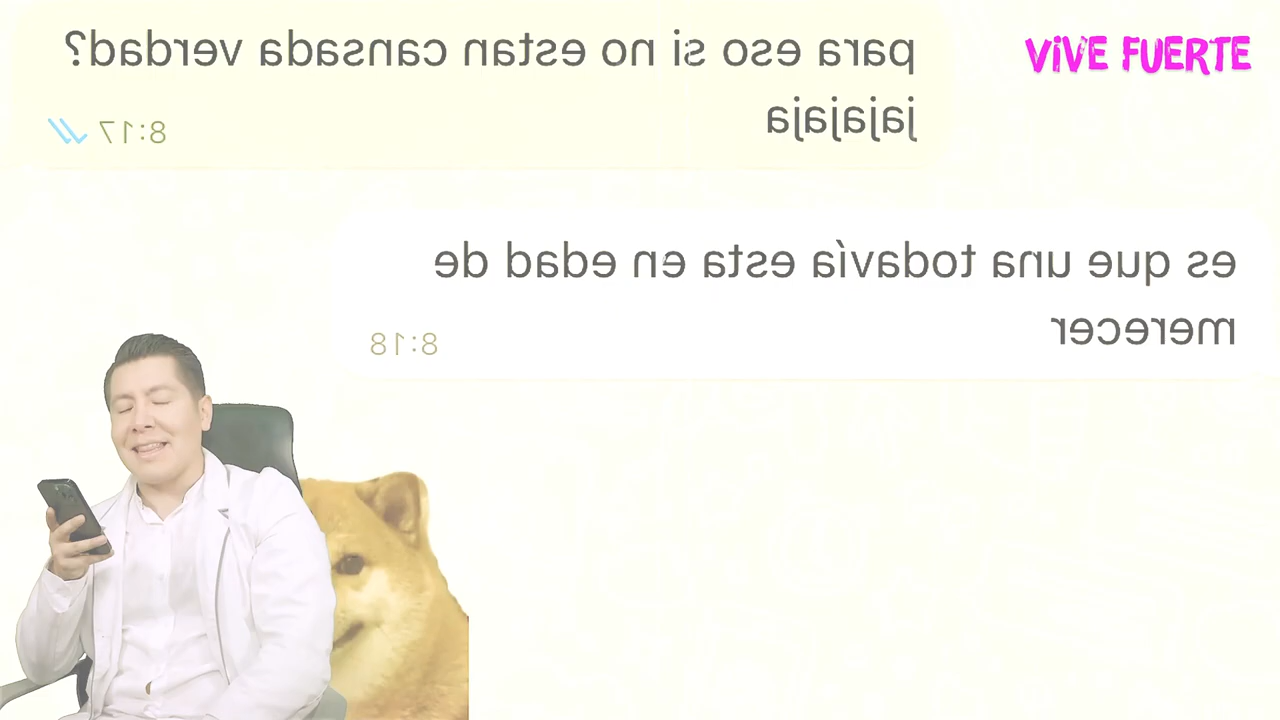 para eso si no estan cansada verdad?
jajajaja
8:17
VIVE FUERTE
es que una todavía esta en edad de
merecer
8:18